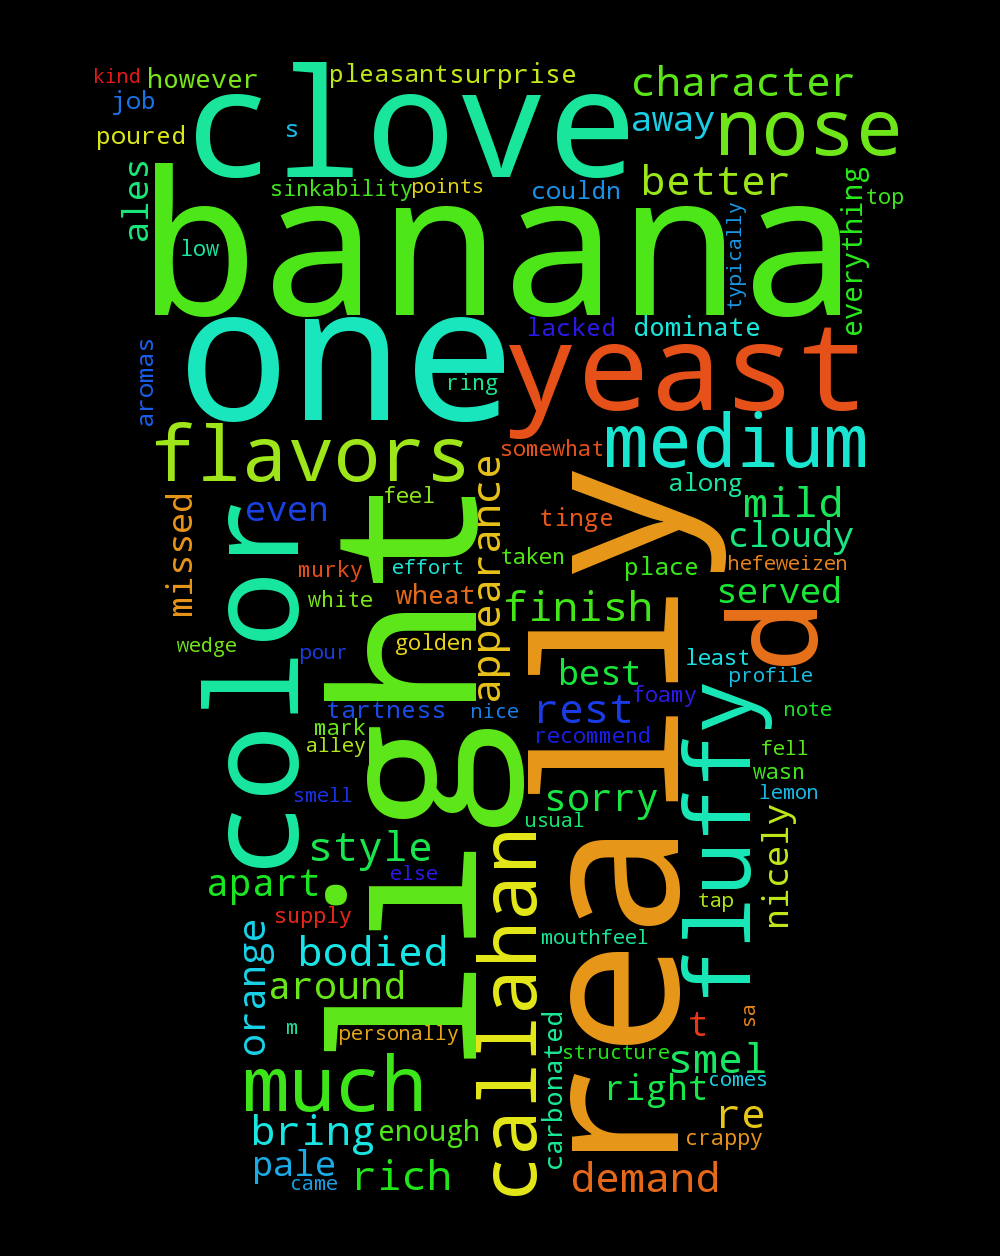 kind
however
pleasant
surprise
character
job
clove
away
nose
poured
s
ales
sinkability
points
couldn
better
everything
top
banana
low
typically
lacked
dominate
aromas
one
ring
yeast
flavors
somewhat
medium
appearance
along
missed
even
feel
light
really
tinge
mild
cloudy
color
murky
effort
taken
place
hefeweizen
white
wheat
finish
served
d
wedge
pour
golden
best
least
profile
tartness
nice
rest
foamy
fluffy
note
mark
alley
recommend
fell
wasn
smell
sorry
lemon
usual
nicely
style
callahan
apart
else
tap
supply
orange
bodied
mouthfeel
around
m
personally
carbonated
t
sa
structure
smel
much
right
comes
bring
enough
re
crappy
pale
came
rich
demand